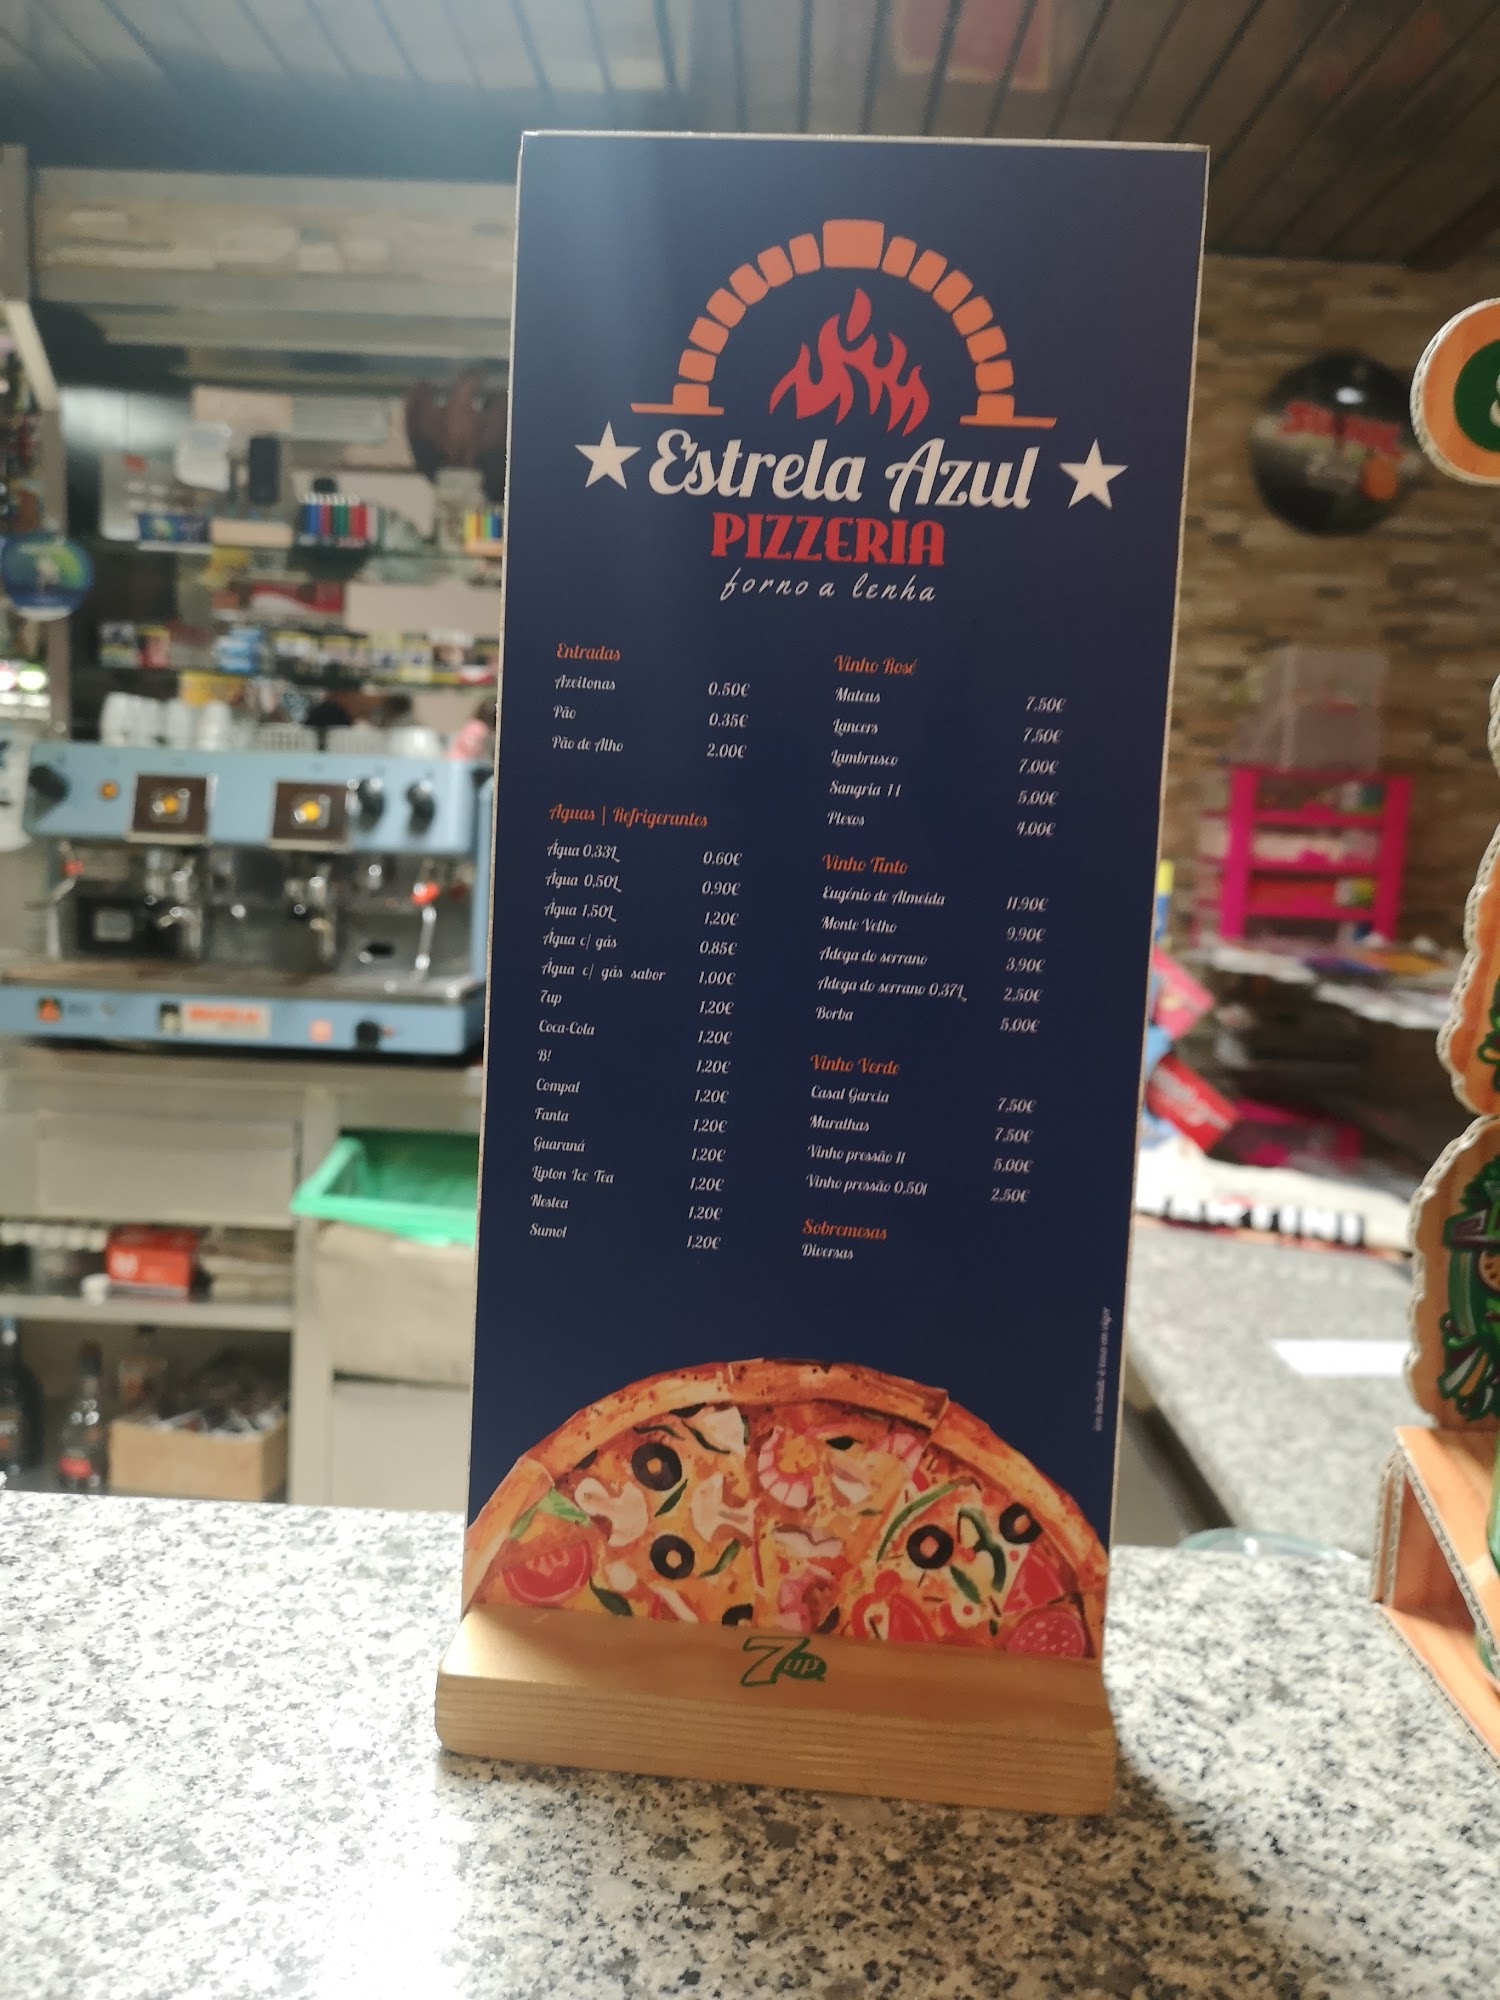 Estrela Azul
PIZZERIA
forno a lenha
Entradas
Azeitonas 0.50€
Pão 0.35€
Pão de Alho 2.00€
Águas | Refrigerantes
Água 0,33L 0.60€
Água 0,50L 0,90€
Água 1,50L 1,20€
Água c/ gás 0,85€
Água c/ gás sabor 1,00€
7up 1,20€
Coca-Cola 1,20€
B! 1,20€
Compal 1,20€
Fanta 1,20€
Guaraná 1,20€
Lipton Ice Tea 1,20€
Nestea 1,20€
Sumol 1,20€
Vinho Rosé
Mateus 7.50€
Lancers 7,50€
Lambrusco 7,00€
Sangria 1l 5,00€
Plexos 4,00€
Vinho Tinto
Eugénio de Almeida 11,90€
Monte Velho 9,90€
Adega do serrano 3,90€
Adega do serrano 0,37L 2,50€
Borba 5,00€
Vinho Verde
Casal Garcia 7,50€
Muralhas 7,50€
Vinho pressão 1l 5,00€
Vinho pressão 0,50l 2,50€
Sobremesas
Diversas
7up